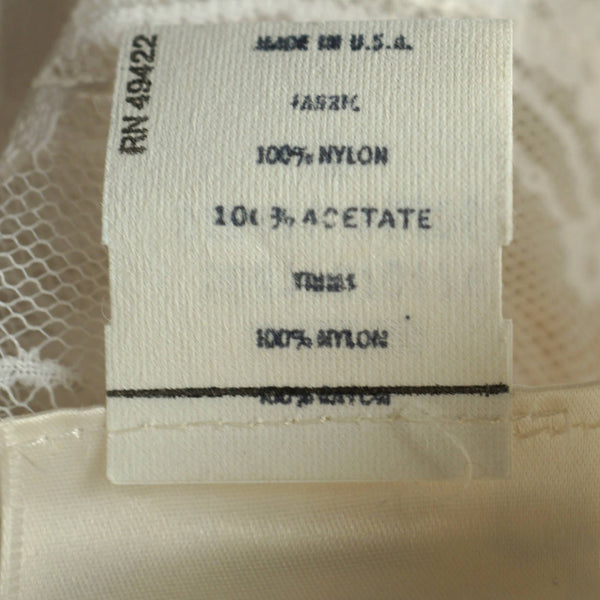 RN 49422
MADE IN U.S.A.
FABRIC
100% NYLON
100% ACETATE
TRIMS
100% NYLON
100% RAYON